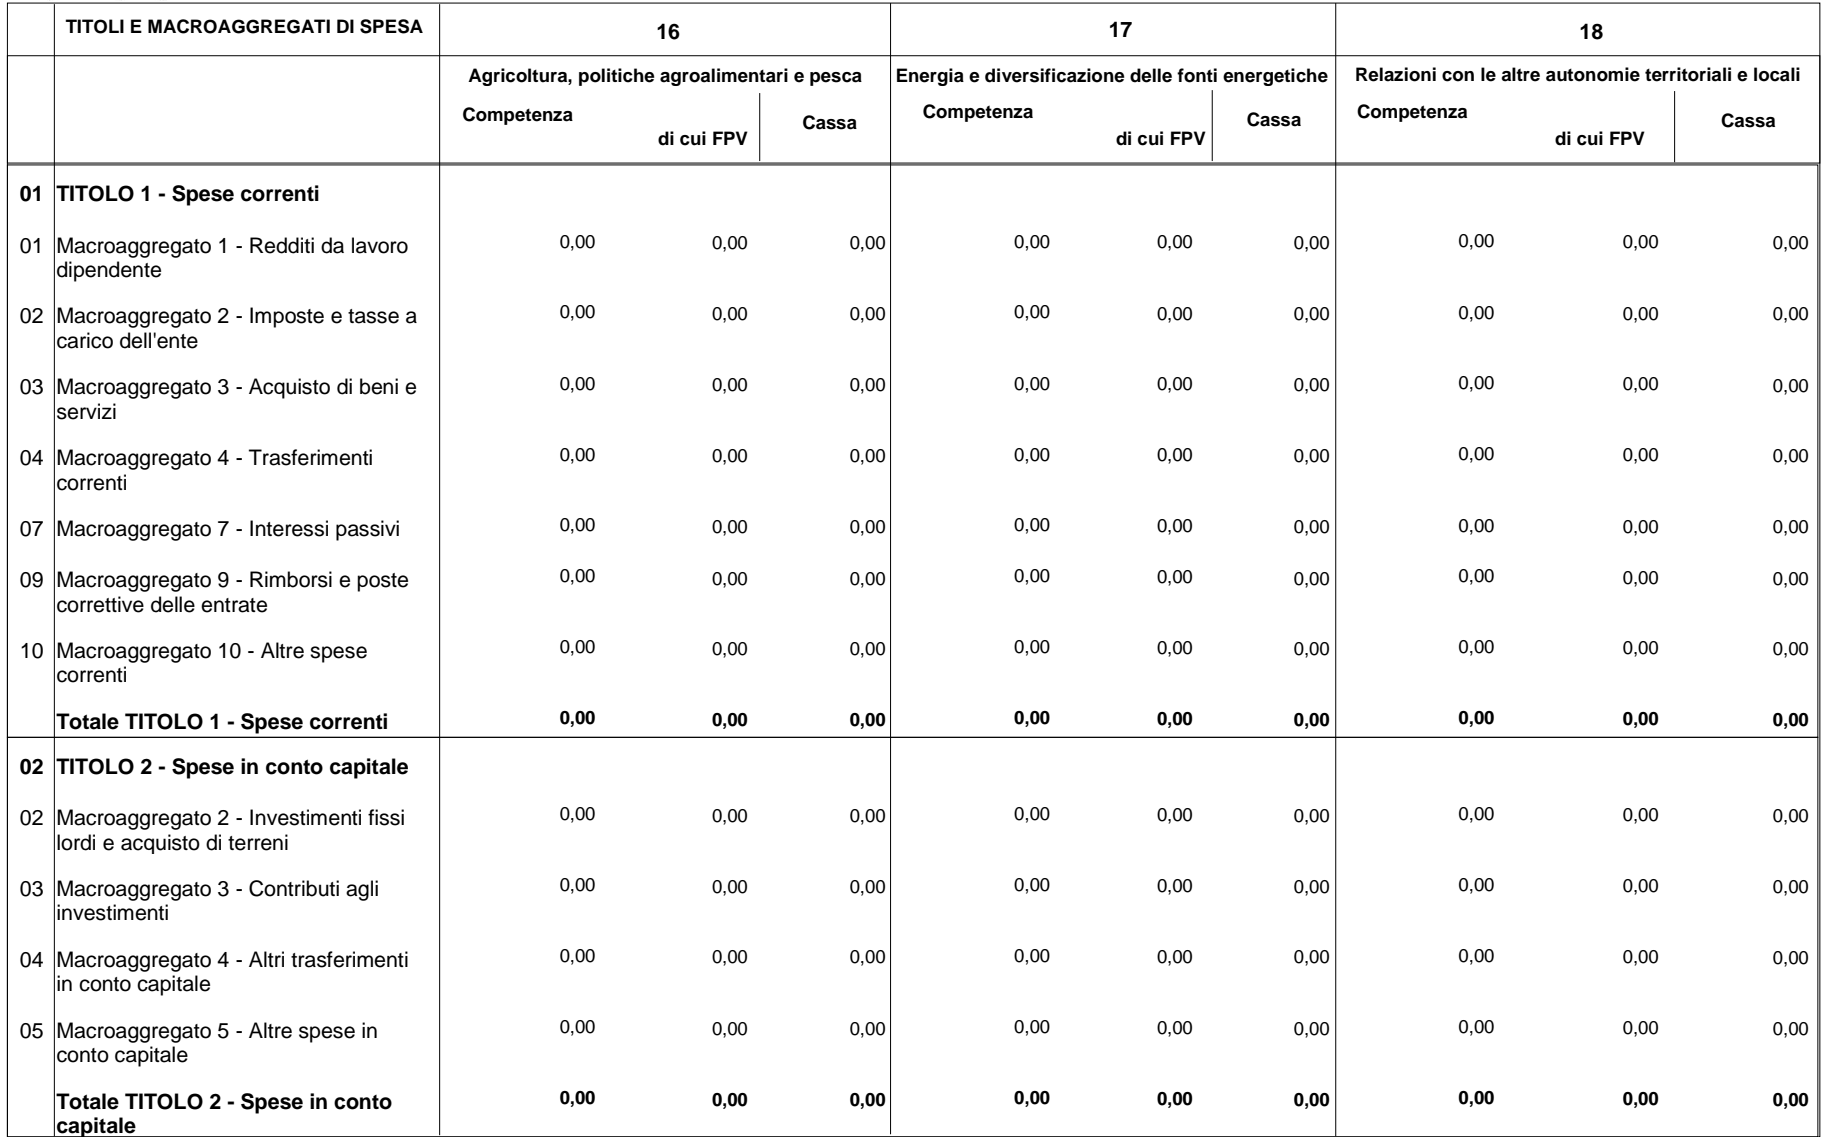 TITOLI E MACROAGGREGATI DI SPESA 16 17 18
Agricoltura, politiche agroalimentari e pesca Energia e diversificazione delle fonti energetiche Relazioni con le altre autonomie territoriali e locali
Competenza di cui FPV Cassa Competenza di cui FPV Cassa Competenza di cui FPV Cassa
01 TITOLO 1 - Spese correnti
01 Macroaggregato 1 - Redditi da lavoro 0,00 0,00 0,00 0,00 0,00 0,00 0,00 0,00 0,00
dipendente
02 Macroaggregato 2 - Imposte e tasse a 0,00 0,00 0,00 0,00 0,00 0,00 0,00 0,00 0,00
carico dell'ente
03 Macroaggregato 3 - Acquisto di beni e 0,00 0,00 0,00 0,00 0,00 0,00 0,00 0,00 0,00
servizi
04 Macroaggregato 4 - Trasferimenti 0,00 0,00 0,00 0,00 0,00 0,00 0,00 0,00 0,00
correnti
07 Macroaggregato 7 - Interessi passivi 0,00 0,00 0,00 0,00 0,00 0,00 0,00 0,00 0,00
09 Macroaggregato 9 - Rimborsi e poste 0,00 0,00 0,00 0,00 0,00 0,00 0,00 0,00 0,00
correttive delle entrate
10 Macroaggregato 10 - Altre spese 0,00 0,00 0,00 0,00 0,00 0,00 0,00 0,00 0,00
correnti
Totale TITOLO 1 - Spese correnti 0,00 0,00 0,00 0,00 0,00 0,00 0,00 0,00 0,00
02 TITOLO 2 - Spese in conto capitale
02 Macroaggregato 2 - Investimenti fissi 0,00 0,00 0,00 0,00 0,00 0,00 0,00 0,00 0,00
lordi e acquisto di terreni
03 Macroaggregato 3 - Contributi agli 0,00 0,00 0,00 0,00 0,00 0,00 0,00 0,00 0,00
investimenti
04 Macroaggregato 4 - Altri trasferimenti 0,00 0,00 0,00 0,00 0,00 0,00 0,00 0,00 0,00
in conto capitale
05 Macroaggregato 5 - Altre spese in 0,00 0,00 0,00 0,00 0,00 0,00 0,00 0,00 0,00
conto capitale
Totale TITOLO 2 - Spese in conto 0,00 0,00 0,00 0,00 0,00 0,00 0,00 0,00 0,00
capitale